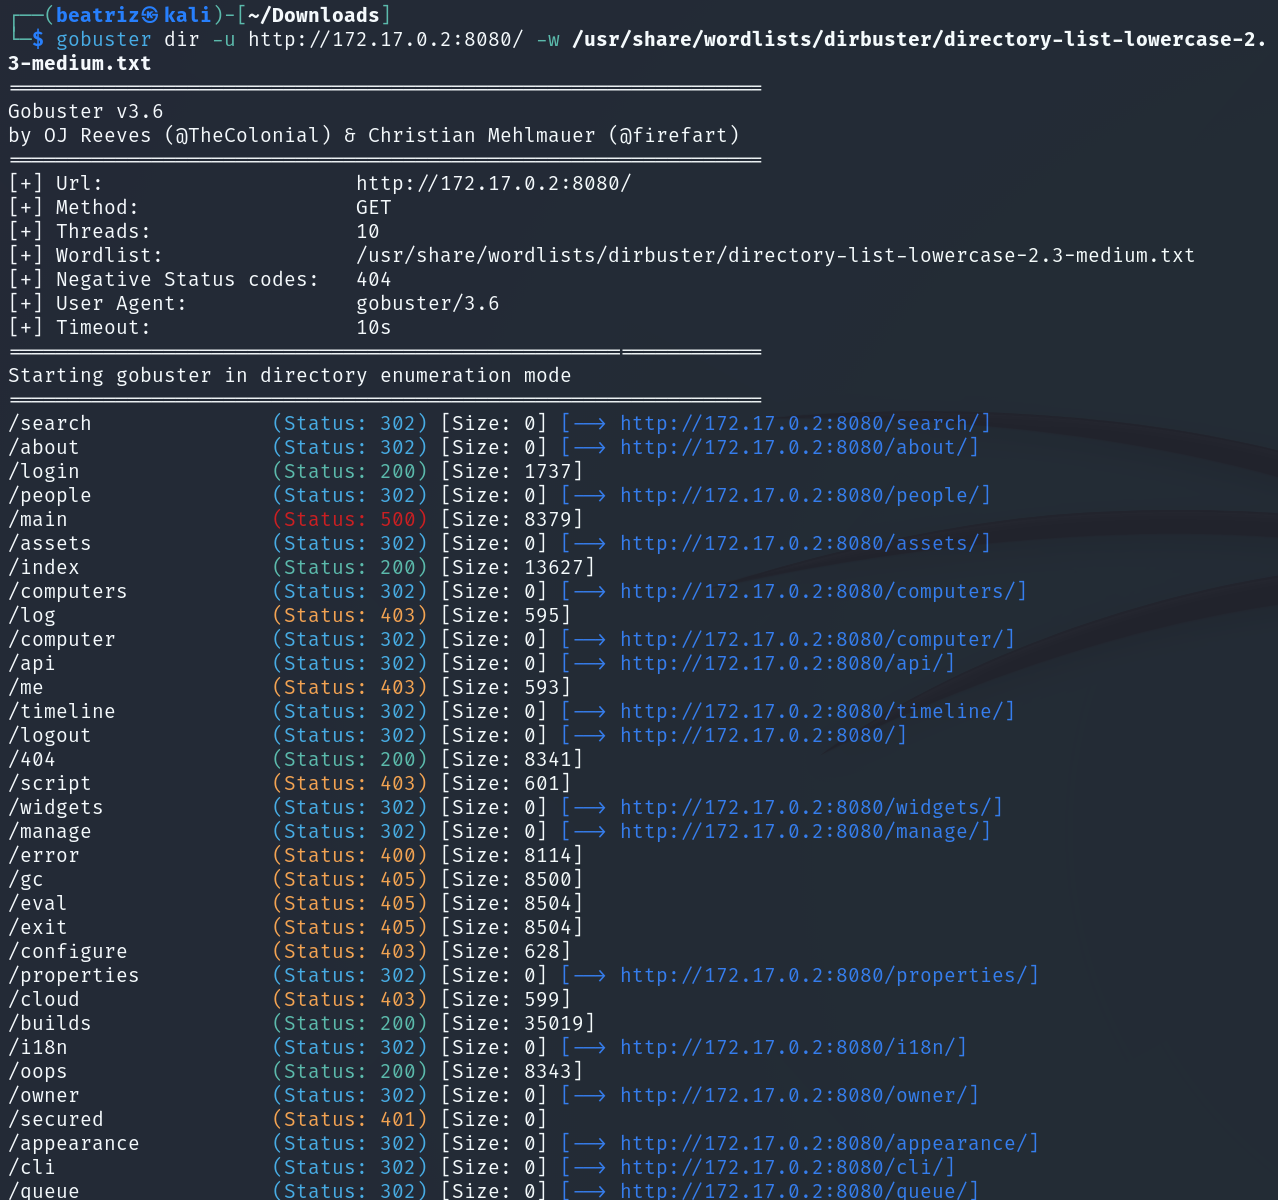 ┌──(beatriz㉿kali)-[~/Downloads]
└─$ gobuster dir -u http://172.17.0.2:8080/ -w /usr/share/wordlists/dirbuster/directory-list-lowercase-2.
3-medium.txt
===============================================================
Gobuster v3.6
by OJ Reeves (@TheColonial) & Christian Mehlmauer (@firefart)
===============================================================
[+] Url:                     http://172.17.0.2:8080/
[+] Method:                  GET
[+] Threads:                 10
[+] Wordlist:                /usr/share/wordlists/dirbuster/directory-list-lowercase-2.3-medium.txt
[+] Negative Status codes:   404
[+] User Agent:              gobuster/3.6
[+] Timeout:                 10s
===============================================================
Starting gobuster in directory enumeration mode
===============================================================
/search               (Status: 302) [Size: 0] [--> http://172.17.0.2:8080/search/]
/about                (Status: 302) [Size: 0] [--> http://172.17.0.2:8080/about/]
/login                (Status: 200) [Size: 1737]
/people               (Status: 302) [Size: 0] [--> http://172.17.0.2:8080/people/]
/main                 (Status: 500) [Size: 8379]
/assets               (Status: 302) [Size: 0] [--> http://172.17.0.2:8080/assets/]
/index                (Status: 200) [Size: 13627]
/computers            (Status: 302) [Size: 0] [--> http://172.17.0.2:8080/computers/]
/log                  (Status: 403) [Size: 595]
/computer             (Status: 302) [Size: 0] [--> http://172.17.0.2:8080/computer/]
/api                  (Status: 302) [Size: 0] [--> http://172.17.0.2:8080/api/]
/me                   (Status: 403) [Size: 593]
/timeline             (Status: 302) [Size: 0] [--> http://172.17.0.2:8080/timeline/]
/logout               (Status: 302) [Size: 0] [--> http://172.17.0.2:8080/]
/404                  (Status: 200) [Size: 8341]
/script               (Status: 403) [Size: 601]
/widgets              (Status: 302) [Size: 0] [--> http://172.17.0.2:8080/widgets/]
/manage               (Status: 302) [Size: 0] [--> http://172.17.0.2:8080/manage/]
/error                (Status: 400) [Size: 8114]
/gc                   (Status: 405) [Size: 8500]
/eval                 (Status: 405) [Size: 8504]
/exit                 (Status: 405) [Size: 8504]
/configure            (Status: 403) [Size: 628]
/properties           (Status: 302) [Size: 0] [--> http://172.17.0.2:8080/properties/]
/cloud                (Status: 403) [Size: 599]
/builds               (Status: 200) [Size: 35019]
/i18n                 (Status: 302) [Size: 0] [--> http://172.17.0.2:8080/i18n/]
/oops                 (Status: 200) [Size: 8343]
/owner                (Status: 302) [Size: 0] [--> http://172.17.0.2:8080/owner/]
/secured              (Status: 401) [Size: 0]
/appearance           (Status: 302) [Size: 0] [--> http://172.17.0.2:8080/appearance/]
/cli                  (Status: 302) [Size: 0] [--> http://172.17.0.2:8080/cli/]
/queue                (Status: 302) [Size: 0] [--> http://172.17.0.2:8080/queue/]